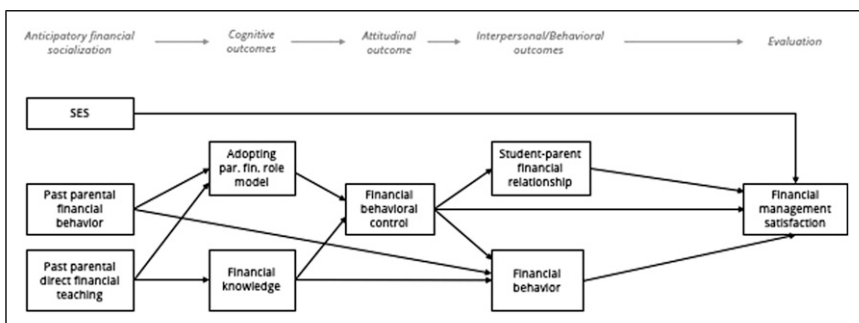 Anticipatory financial
socialization
Cognitive
outcomes
Attitudinal
outcome
Interpersonal/Behavioral
outcomes
Evaluation
SES
Adopting
par. fin. role
model
Student-parent
financial
relationship
Past parental
financial
behavior
Financial
behavioral
control
Financial
management
satisfaction
Past parental
direct financial
teaching
Financial
knowledge
Financial
behavior